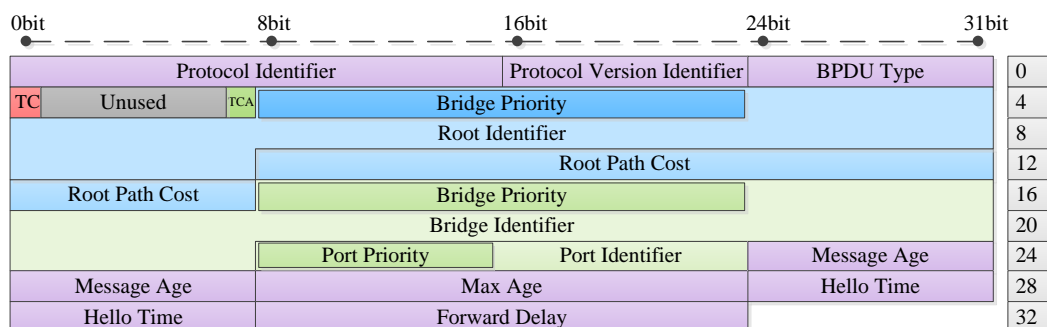 0bit 8bit 16bit 24bit 31bit
Protocol Identifier Protocol Version Identifier BPDU Type 0
TC Unused TCA Bridge Priority 4
Root Identifier 8
Root Path Cost 12
Root Path Cost Bridge Priority 16
Bridge Identifier 20
Port Priority Port Identifier Message Age 24
Message Age Max Age Hello Time 28
Hello Time Forward Delay 32